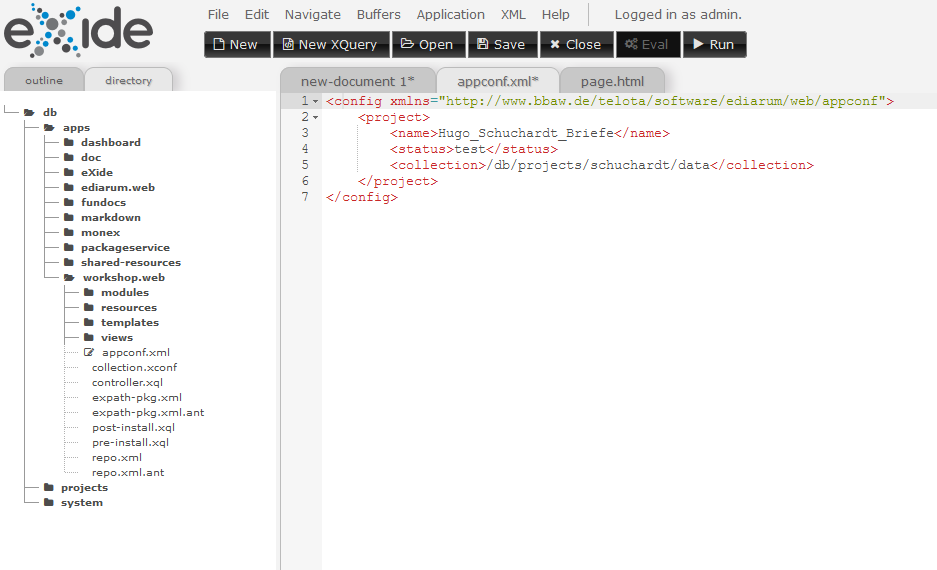 eXide
File Edit Navigate Buffers Application XML Help Logged in as admin.
New New XQuery Open Save Close Eval Run
outline directory
new-document 1* appconf.xml* page.html
db
apps
dashboard
doc
eXide
ediarum.web
fundocs
markdown
monex
packageservice
shared-resources
workshop.web
modules
resources
templates
views
appconf.xml
collection.xconf
controller.xql
expath-pkg.xml
expath-pkg.xml.ant
post-install.xql
pre-install.xql
repo.xml
repo.xml.ant
projects
system
1 <config xmlns="http://www.bbaw.de/telota/software/ediarum/web/appconf">
2 <project>
3 <name>Hugo_Schuchardt_Briefe</name>
4 <status>test</status>
5 <collection>/db/projects/schuchardt/data</collection>
6 </project>
7 </config>